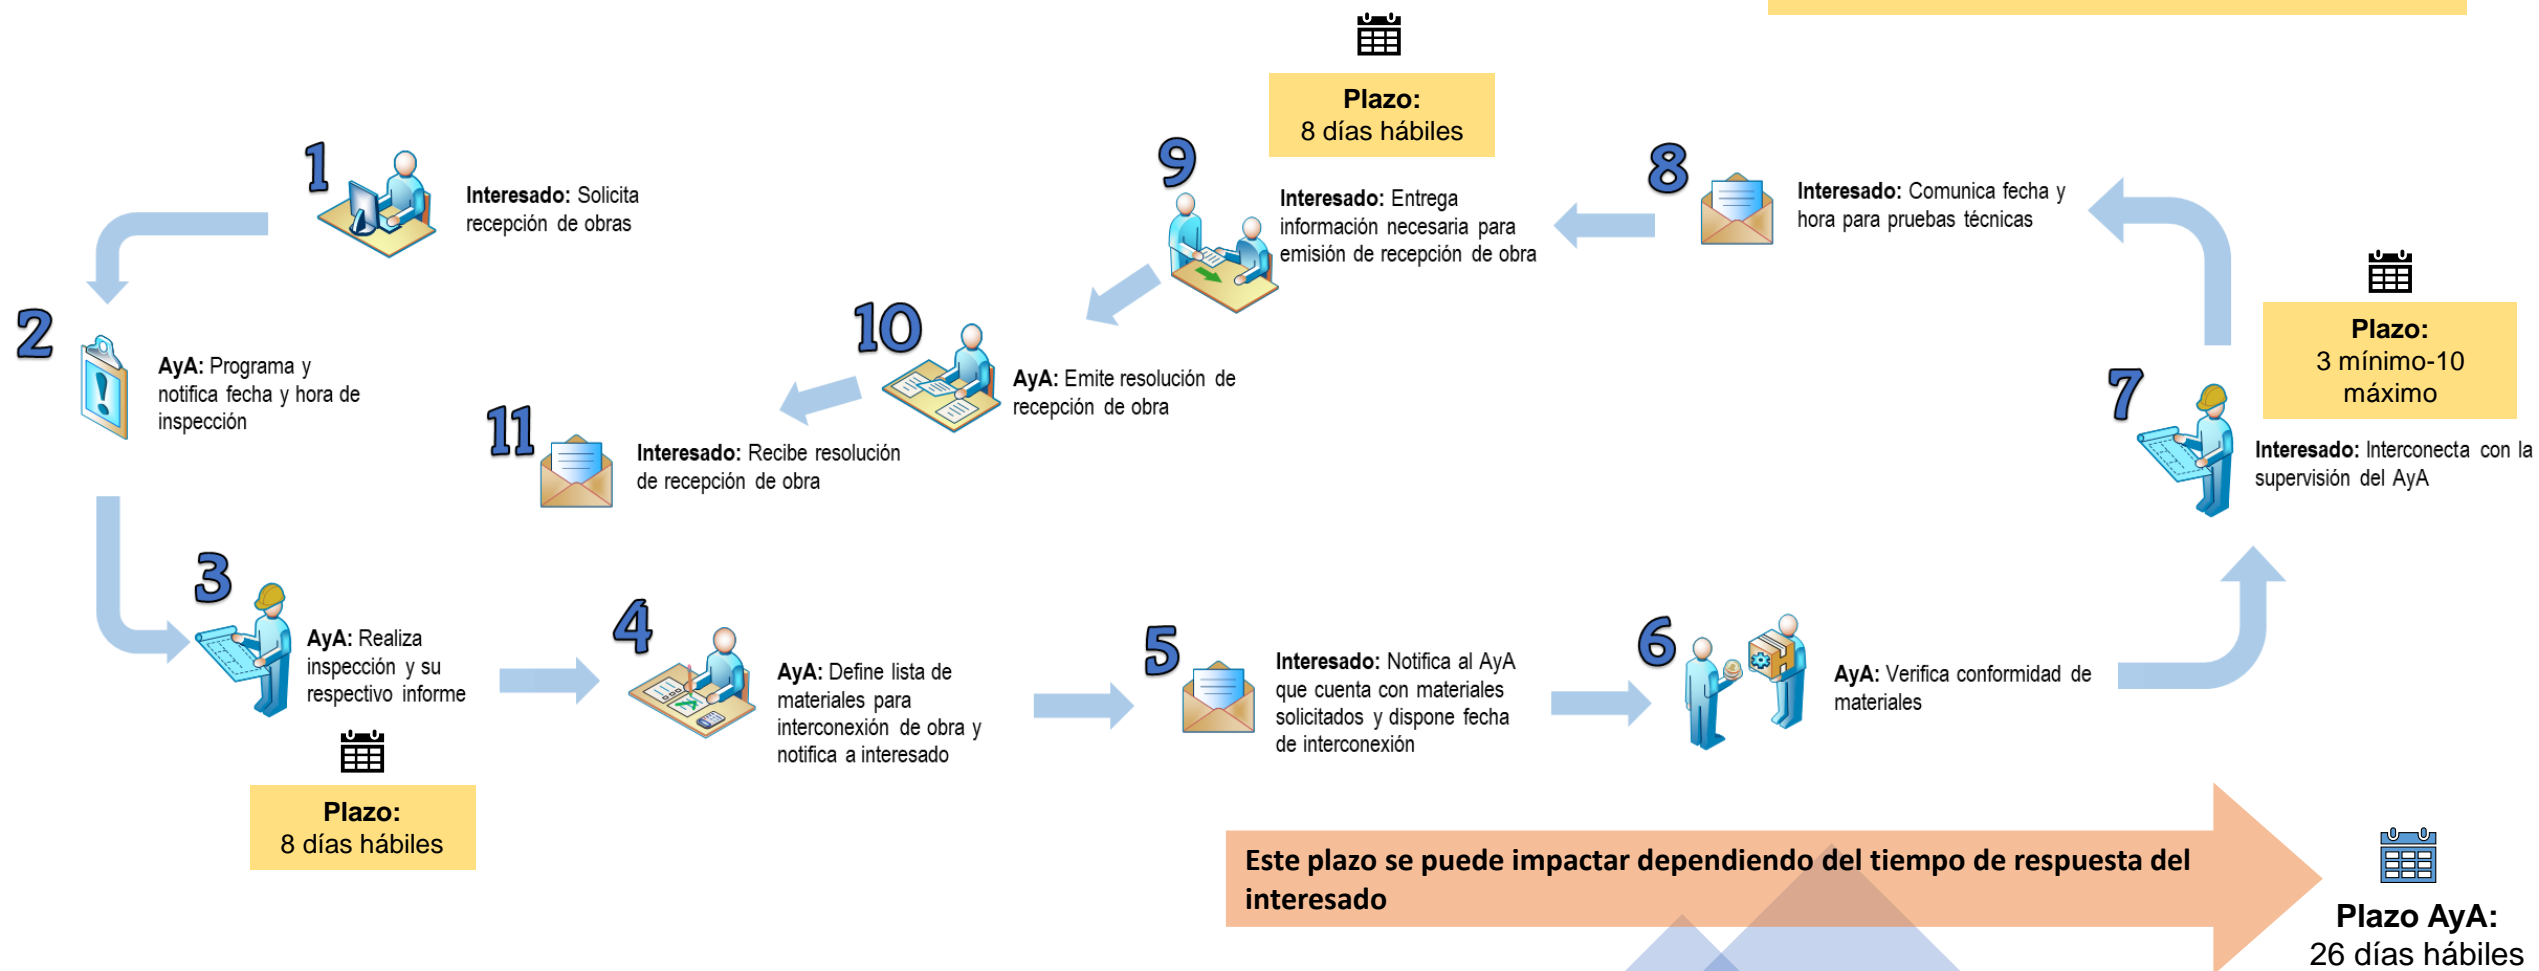 1
Interesado: Solicita
recepción de obras
2
AyA: Programa y
notifica fecha y hora de
inspección
3
AyA: Realiza
inspección y su
respectivo informe
Plazo:
8 días hábiles
4
AyA: Define lista de
materiales para
interconexión de obra y
notifica a interesado
5
Interesado: Notifica al AyA
que cuenta con materiales
solicitados y dispone fecha
de interconexión
6
AyA: Verifica conformidad de
materiales
7
Plazo:
3 mínimo-10
máximo
Interesado: Interconecta con la
supervisión del AyA
8
Interesado: Comunica fecha y
hora para pruebas técnicas
9
Plazo:
8 días hábiles
Interesado: Entrega
información necesaria para
emisión de recepción de obra
10
AyA: Emite resolución de
recepción de obra
11
Interesado: Recibe resolución
de recepción de obra
Este plazo se puede impactar dependiendo del tiempo de respuesta del
interesado
Plazo AyA:
26 días hábiles